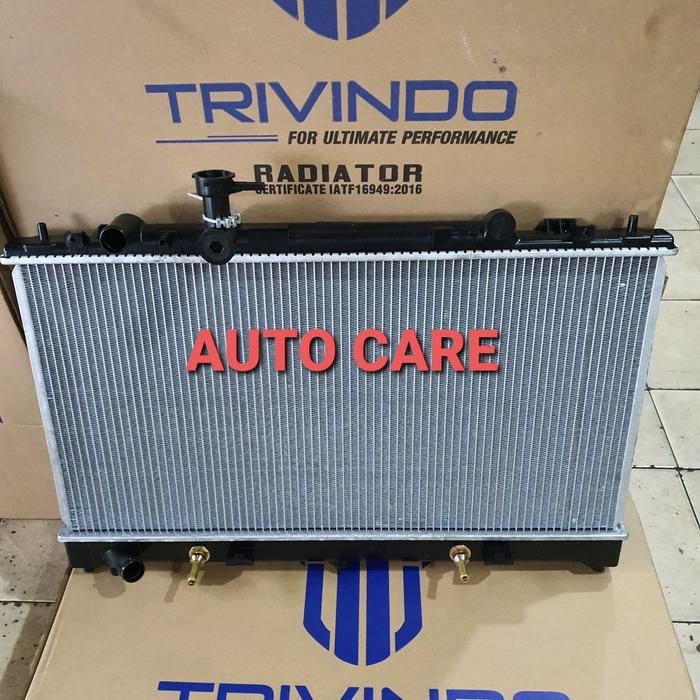 TRIVINDO
FOR ULTIMATE PERFORMANCE
RADIATOR
CERTIFICATE IATF16949:2016
AUTO CARE
TRIVINDO